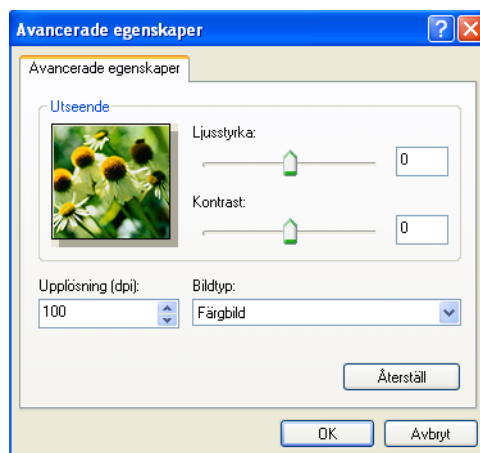 Avancerade egenskaper
Avancerade egenskaper
Utseende
Ljusstyrka:
0
Kontrast:
0
Upplösning (dpi):
Bildtyp:
100
Färgbild
Återställ
OK
Avbryt